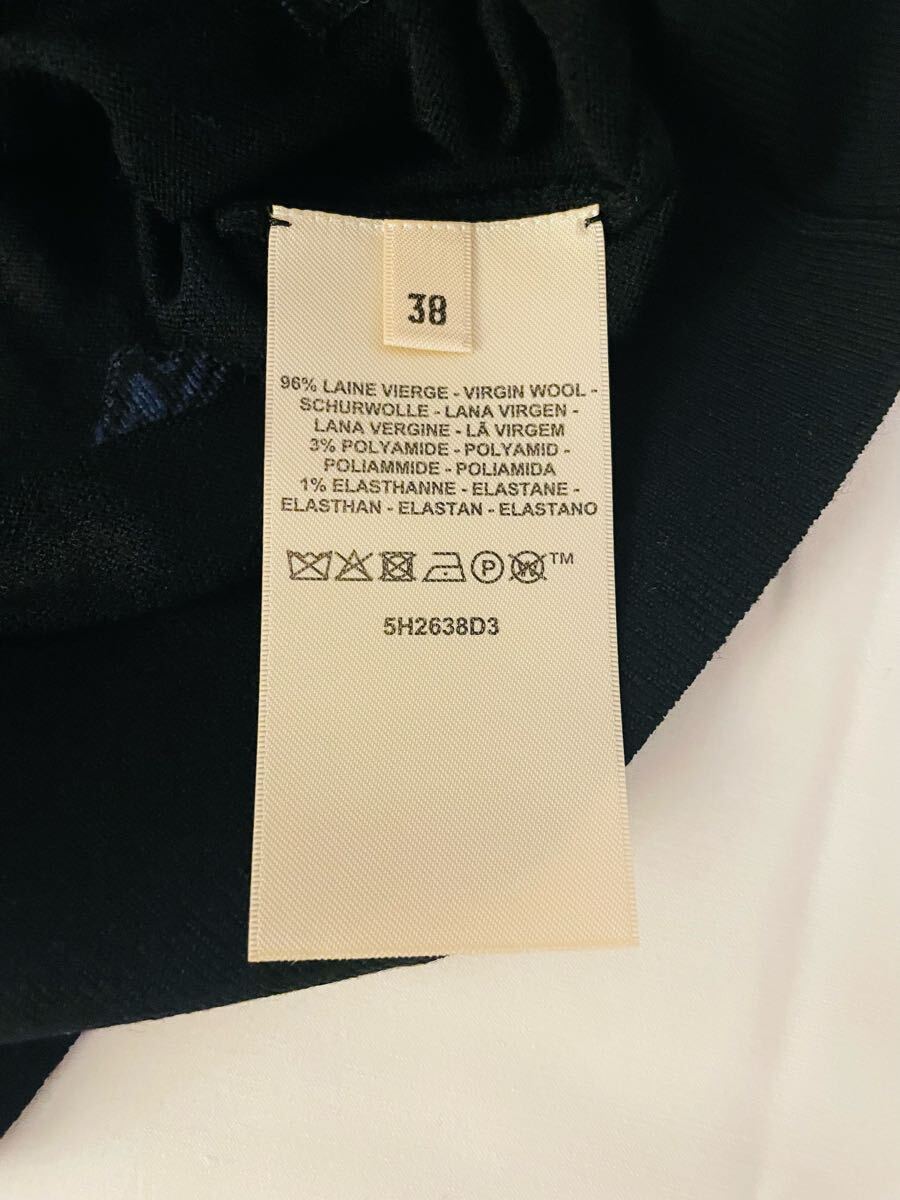 38
96% LAINE VIERGE - VIRGIN WOOL -
SCHURWOLLE - LANA VIRGEN -
LANA VERGINE - LÃ VIRGEM
3% POLYAMIDE - POLYAMID -
POLIAMMIDE - POLIAMIDA
1% ELASTHANNE - ELASTANE -
ELASTHAN - ELASTAN - ELASTANO
P W TM
5H2638D3